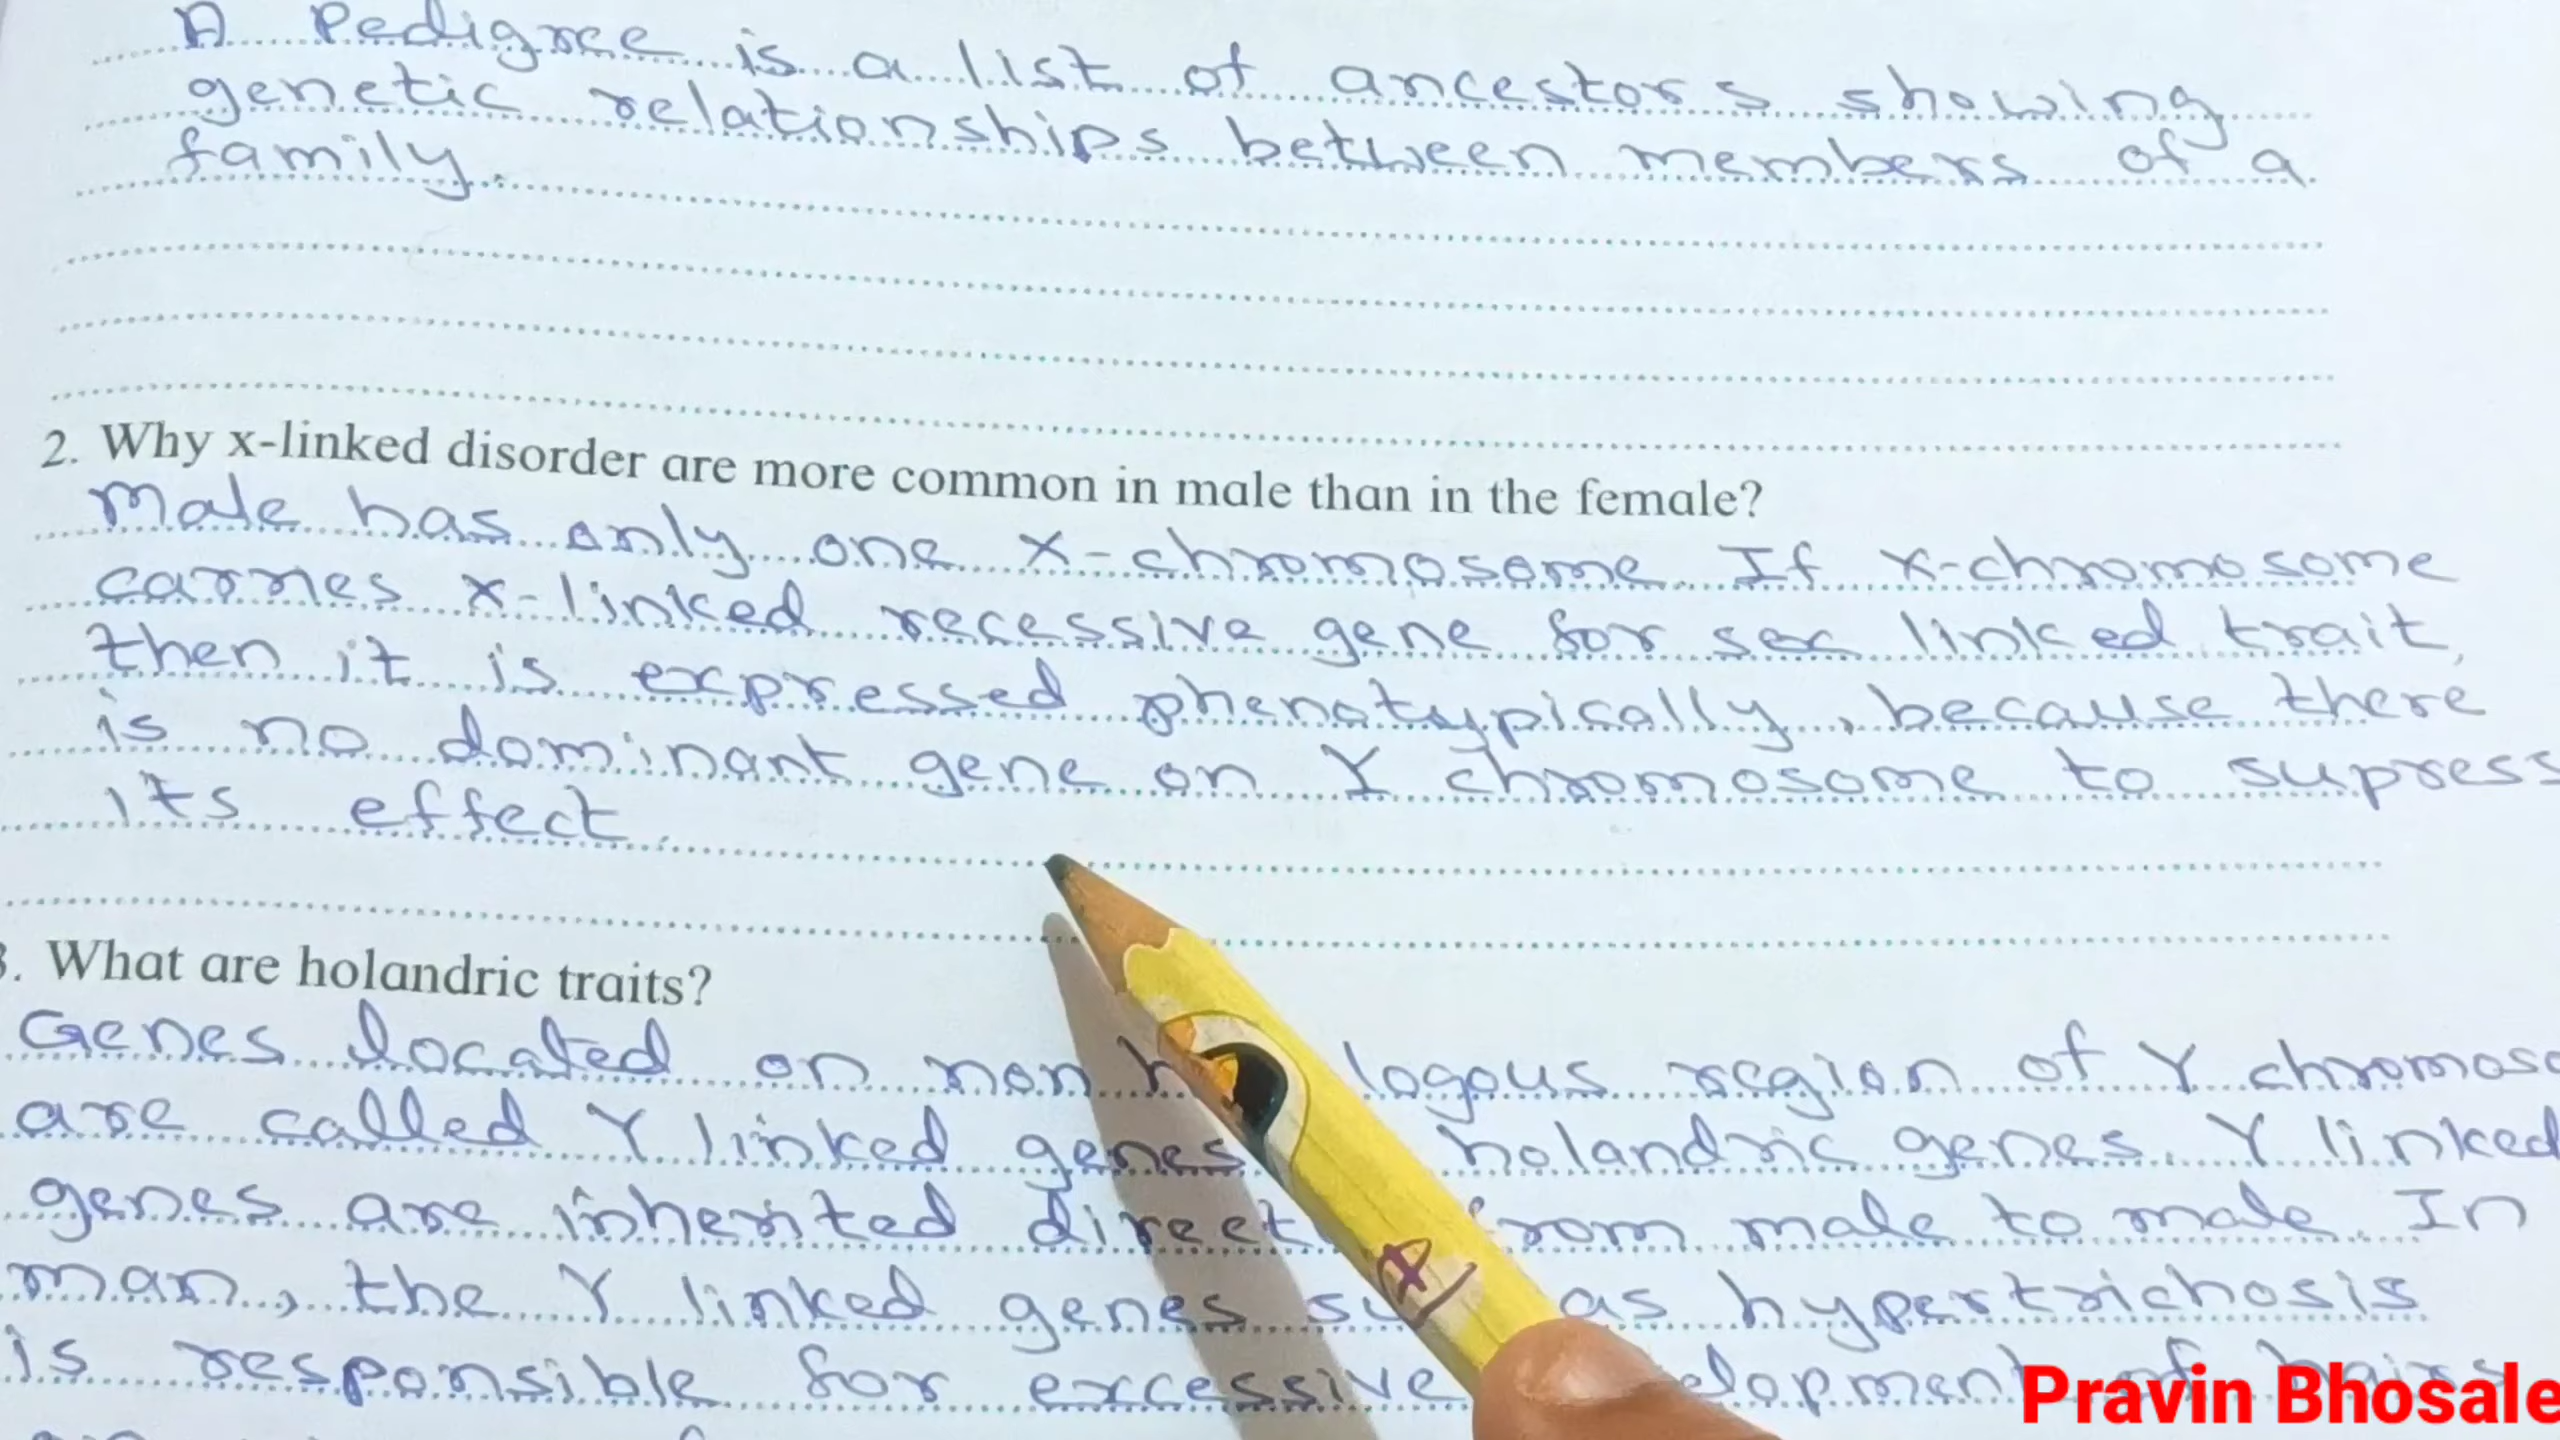 A Pedigree is a list of ancestors showing
genetic relationships between members of a
family.
2. Why x-linked disorder are more common in male than in the female?
Male has only one X-chromosome. If X-chromosome
carries X-linked recessive gene for sex linked trait,
then it is expressed phenotypically, because there
is no dominant gene on Y chromosome to supress
its effect.
3. What are holandric traits?
Genes located on non logous region of Y chromoso
are called Y linked genes holandric genes. Y linked
genes are inherited direct from male to male. In
man, the Y linked genes as hypertrichosis
is responsible for excessive elopment of hairs
Pravin Bhosale